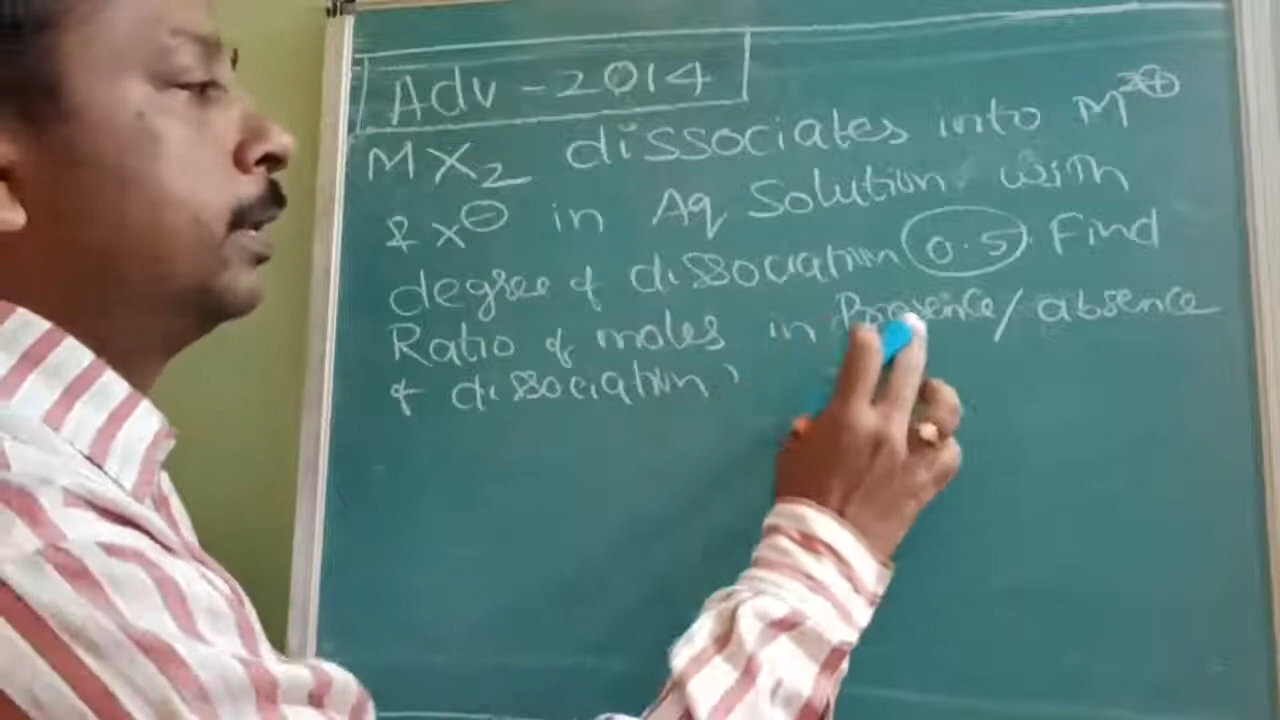 Adv - 2014
MX₂ dissociates into M²⊕
& X⊖ in Aq Solution with
degree of dissociation 0.5. Find
Ratio of moles in Presence/absence
of dissociation,